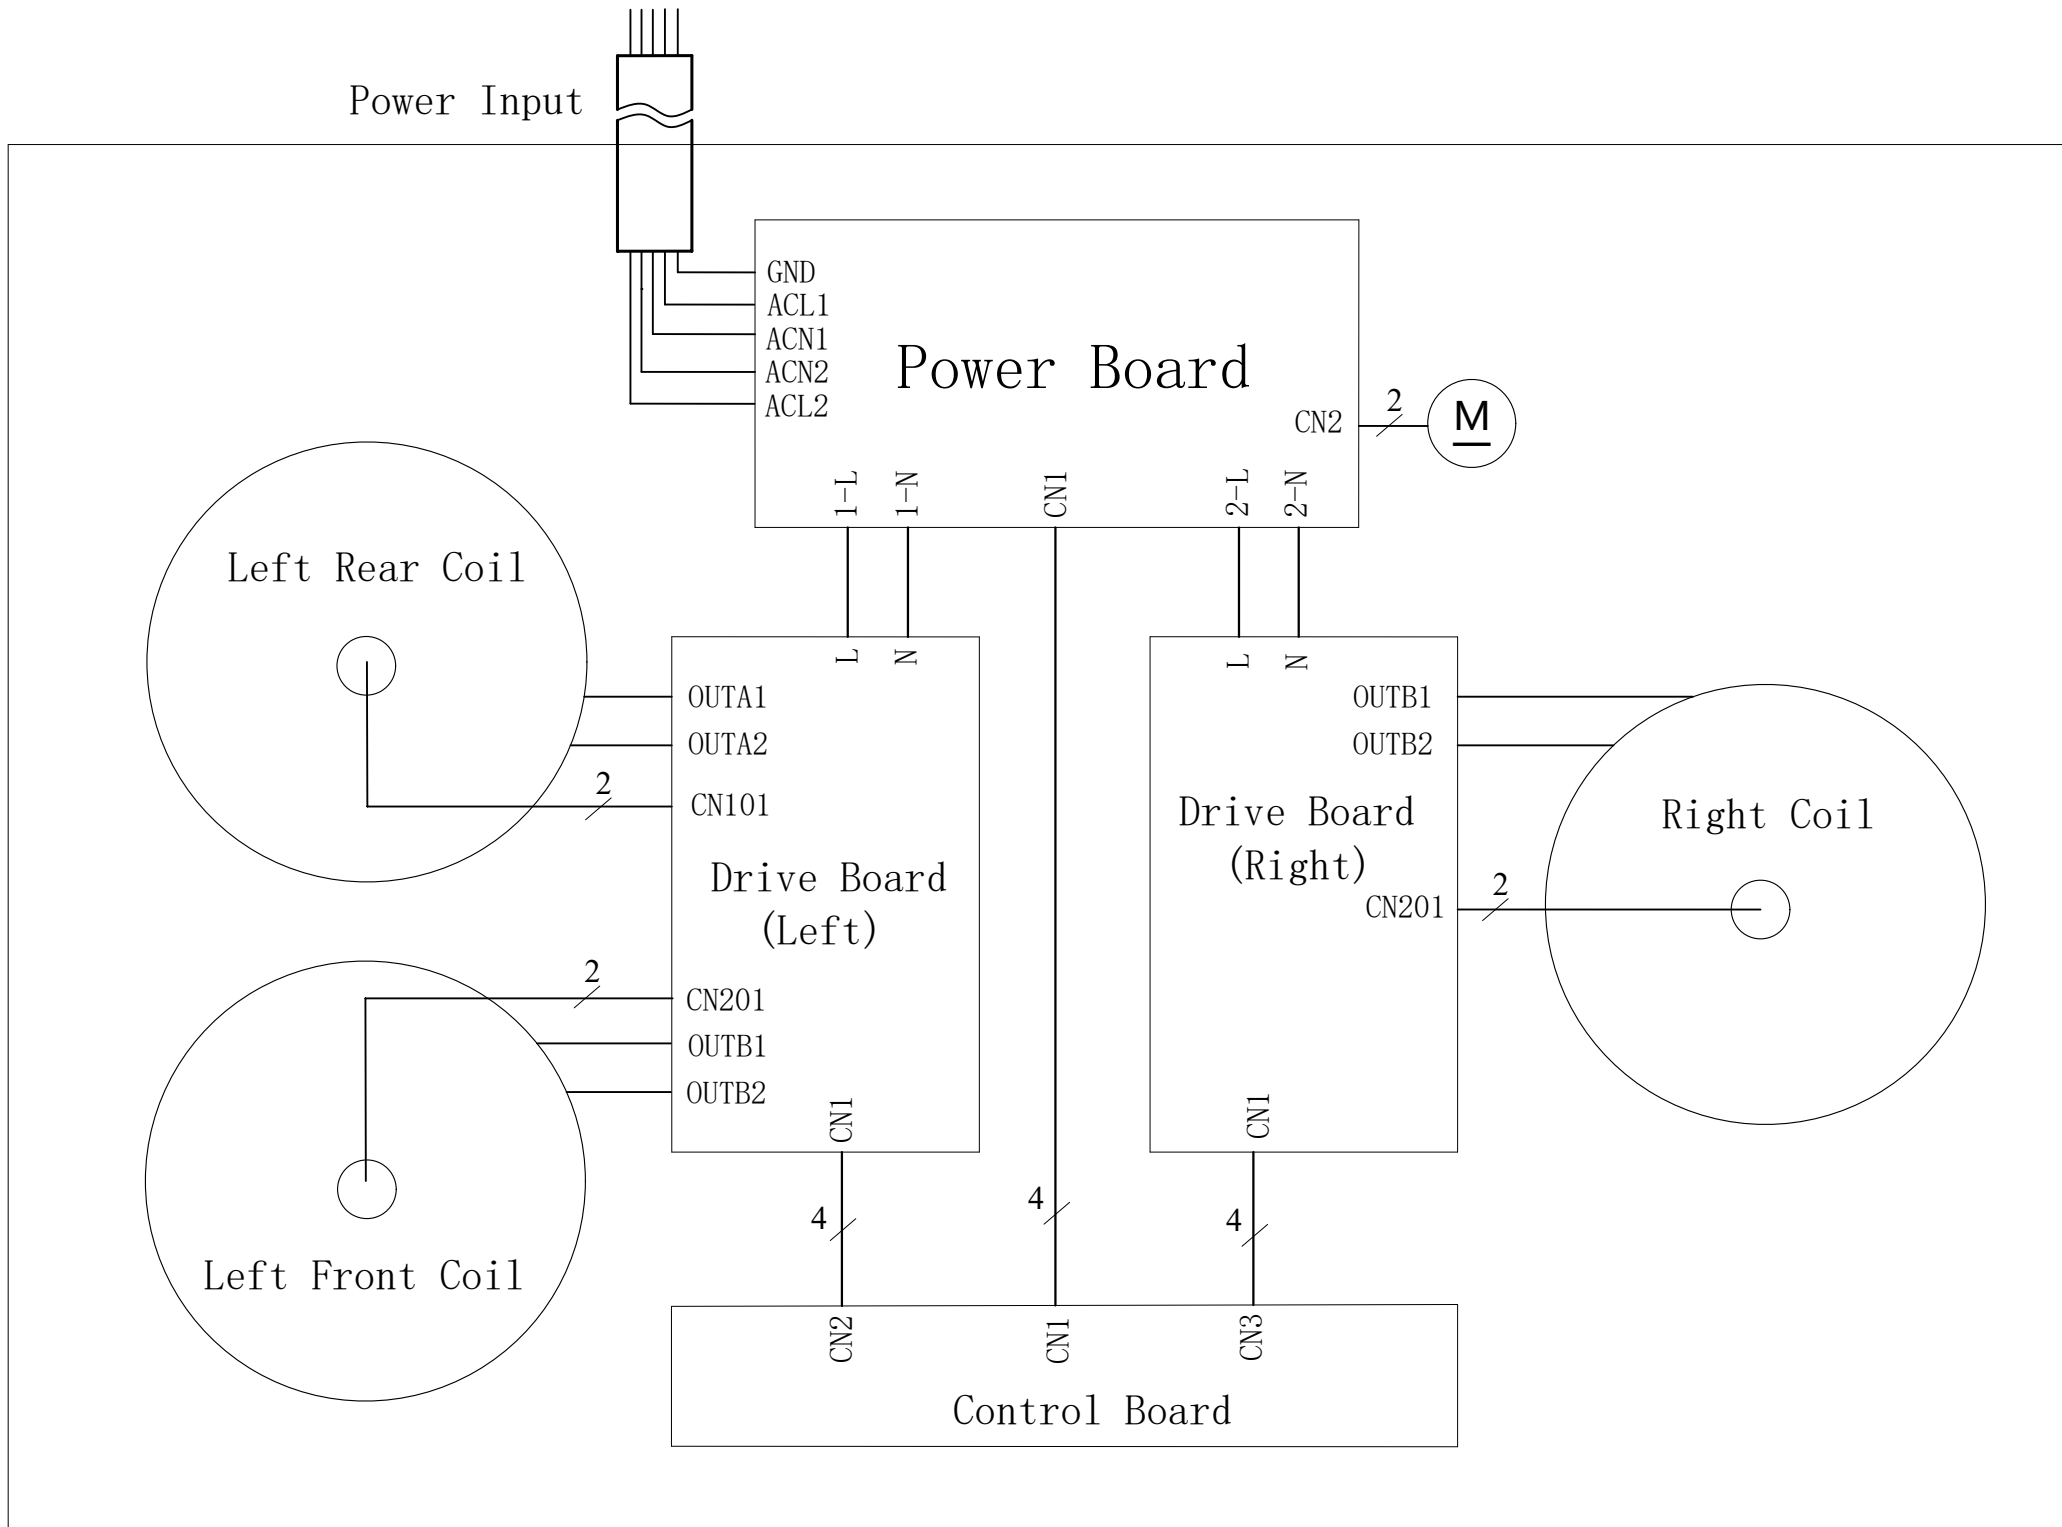 Power Input
GND
ACL1
ACN1
ACN2
ACL2
Power Board
CN2
2
M
1-L
1-N
CN1
2-L
2-N
Left Rear Coil
L
N
OUTA1
OUTA2
2
CN101
Drive Board
(Left)
2
CN201
OUTB1
OUTB2
CN1
L
N
OUTB1
OUTB2
Drive Board
(Right)
CN201
2
CN1
Right Coil
Left Front Coil
4
4
4
CN2
CN1
CN3
Control Board